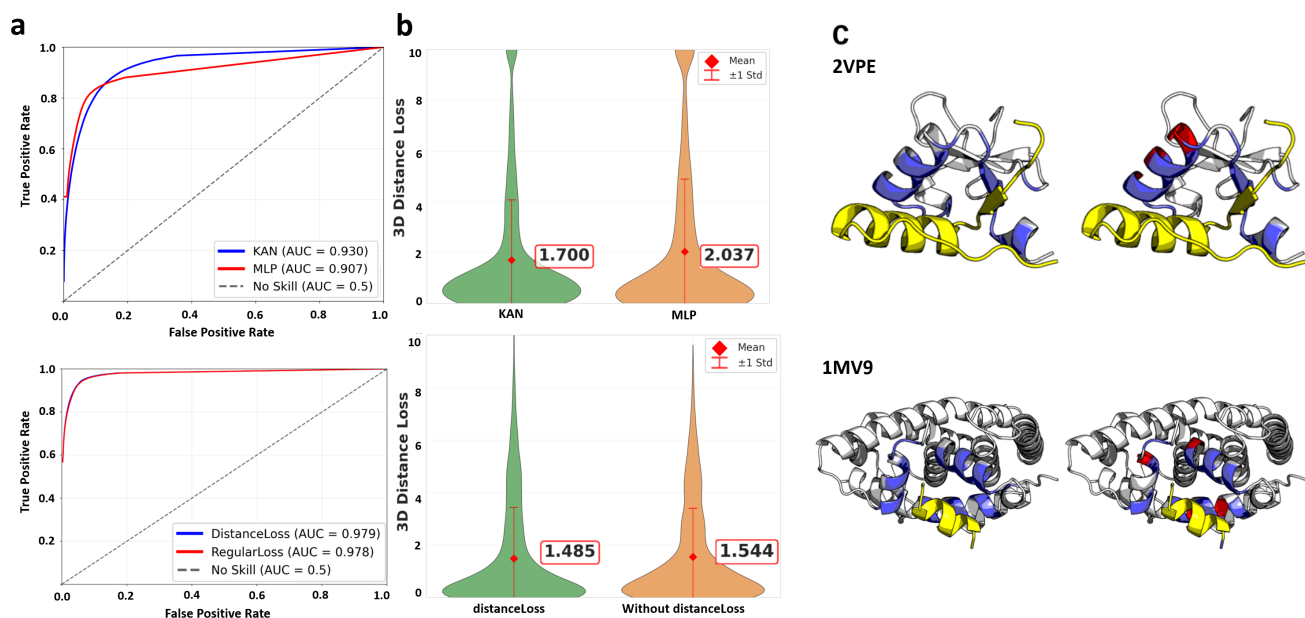 a
1.0
0.8
0.6
0.4
0.2
True Positive Rate
KAN (AUC = 0.930)
MLP (AUC = 0.907)
No Skill (AUC = 0.5)
0.0 0.2 0.4 0.6 0.8 1.0
False Positive Rate
1.0
0.8
0.6
0.4
0.2
True Positive Rate
DistanceLoss (AUC = 0.979)
RegularLoss (AUC = 0.978)
No Skill (AUC = 0.5)
0.0 0.2 0.4 0.6 0.8 1.0
False Positive Rate
b
10
8
6
4
2
0
3D Distance Loss
Mean
±1 Std
1.700
2.037
KAN MLP
10
8
6
4
2
0
3D Distance Loss
Mean
±1 Std
1.485
1.544
distanceLoss Without distanceLoss
c
2VPE
1MV9